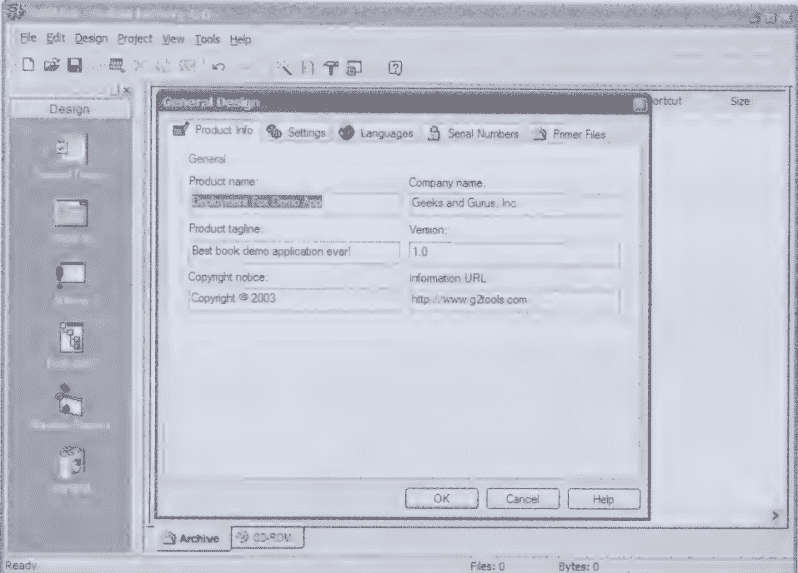 File Edit Design Project View Tools Help
Design
ortcut Size
General Design
Product Info Settings Languages Serial Numbers Primer Files
General
Product name: Company name:
Demo App Geeks and Gurus, Inc.
Product tagline: Version:
Best book demo application ever! 1.0
Copyright notice: Information URL
Copyright © 2003 http://www.g2tools.com
OK Cancel Help
Archive CD-ROM
Ready Files: 0 Bytes: 0